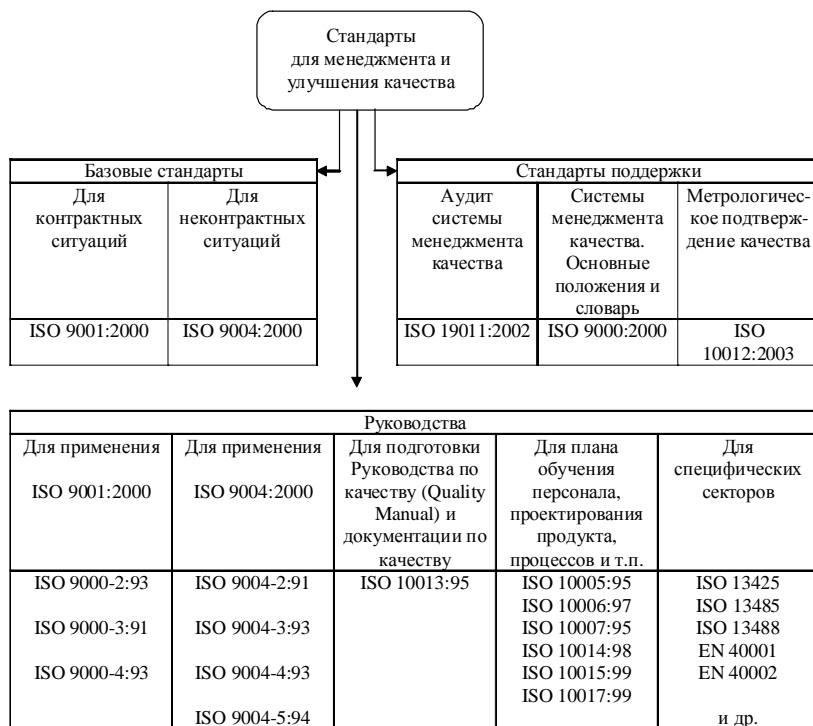 Стандарты
для менеджмента и
улучшения качества
Базовые стандарты
Для
контрактных
ситуаций
Для
неконтрактных
ситуаций
ISO 9001:2000
ISO 9004:2000
Стандарты поддержки
Аудит
системы
менеджмента
качества
Системы
менеджмента
качества.
Основные
положения и
словарь
Метрологичес-
кое подтверж-
дение качества
ISO 19011:2002
ISO 9000:2000
ISO
10012:2003
Руководства
Для применения
ISO 9001:2000
Для применения
ISO 9004:2000
Для подготовки
Руководства по
качеству (Quality
Manual) и
документации по
качеству
Для плана
обучения
персонала,
проектирования
продукта,
процессов и т.п.
Для
специфических
секторов
ISO 9000-2:93
ISO 9000-3:91
ISO 9000-4:93
ISO 9004-2:91
ISO 9004-3:93
ISO 9004-4:93
ISO 9004-5:94
ISO 10013:95
ISO 10005:95
ISO 10006:97
ISO 10007:95
ISO 10014:98
ISO 10015:99
ISO 10017:99
ISO 13425
ISO 13485
ISO 13488
EN 40001
EN 40002
и др.